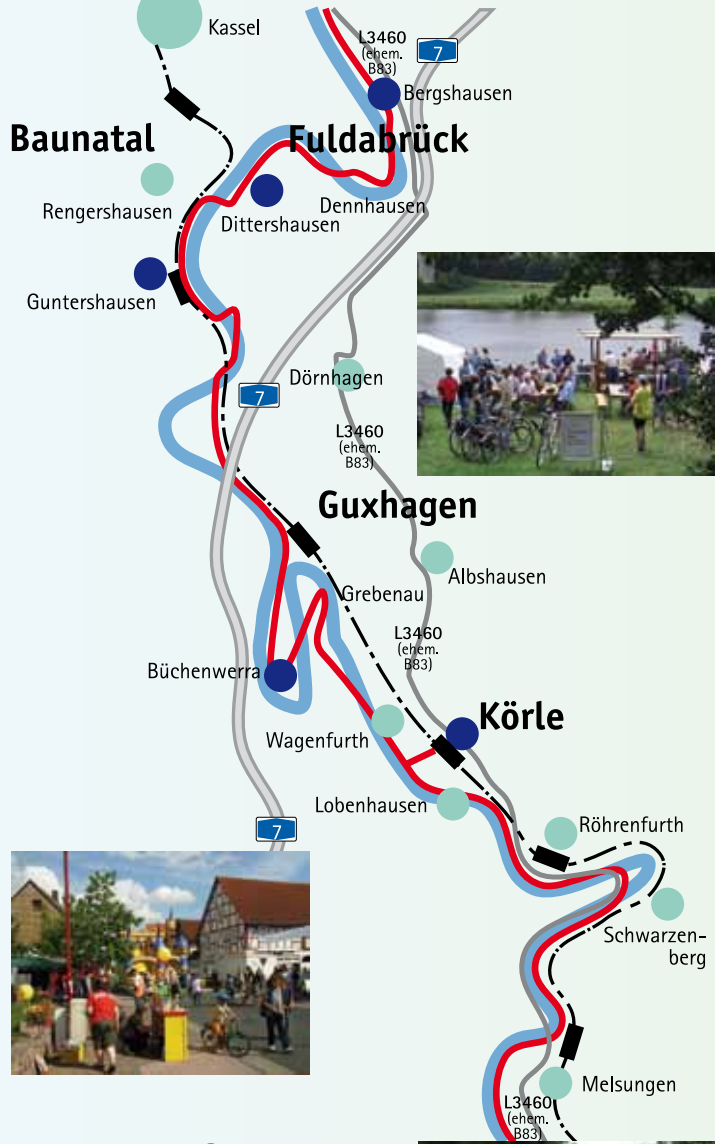 Kassel
L3460
(ehem.
B83)
7
Bergshausen
Baunatal
Fuldabrück
Rengershausen
Dennhausen
Dittershausen
Guntershausen
Dörnhagen
7
L3460
(ehem.
B83)
Guxhagen
Albshausen
Grebenau
L3460
(ehem.
B83)
Büchenwerra
Körle
Wagenfurth
Lobenhausen
7
Röhrenfurth
Schwarzen-
berg
Melsungen
L3460
(ehem.
B83)